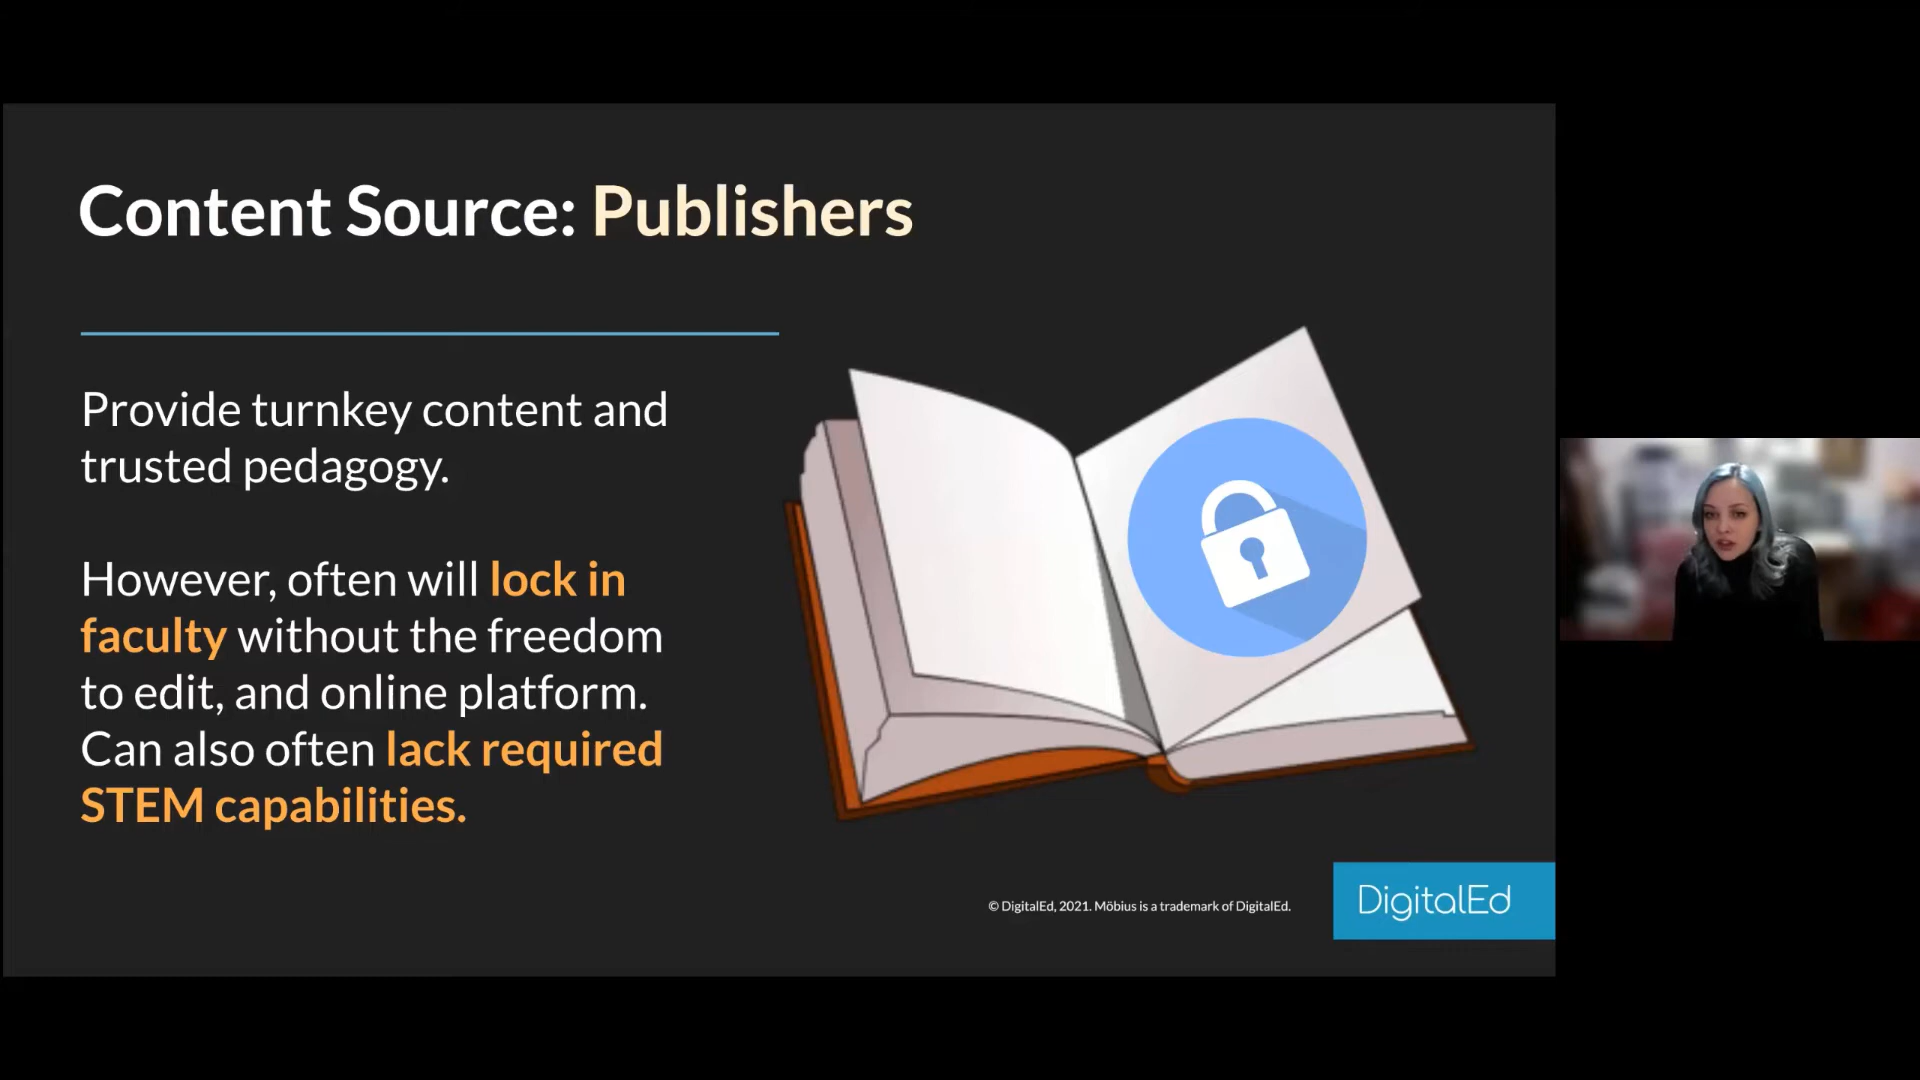 Content Source: Publishers
Provide turnkey content and
trusted pedagogy.
However, often will lock in
faculty without the freedom
to edit, and online platform.
Can also often lack required
STEM capabilities.
© DigitalEd, 2021. Möbius is a trademark of DigitalEd.
DigitalEd